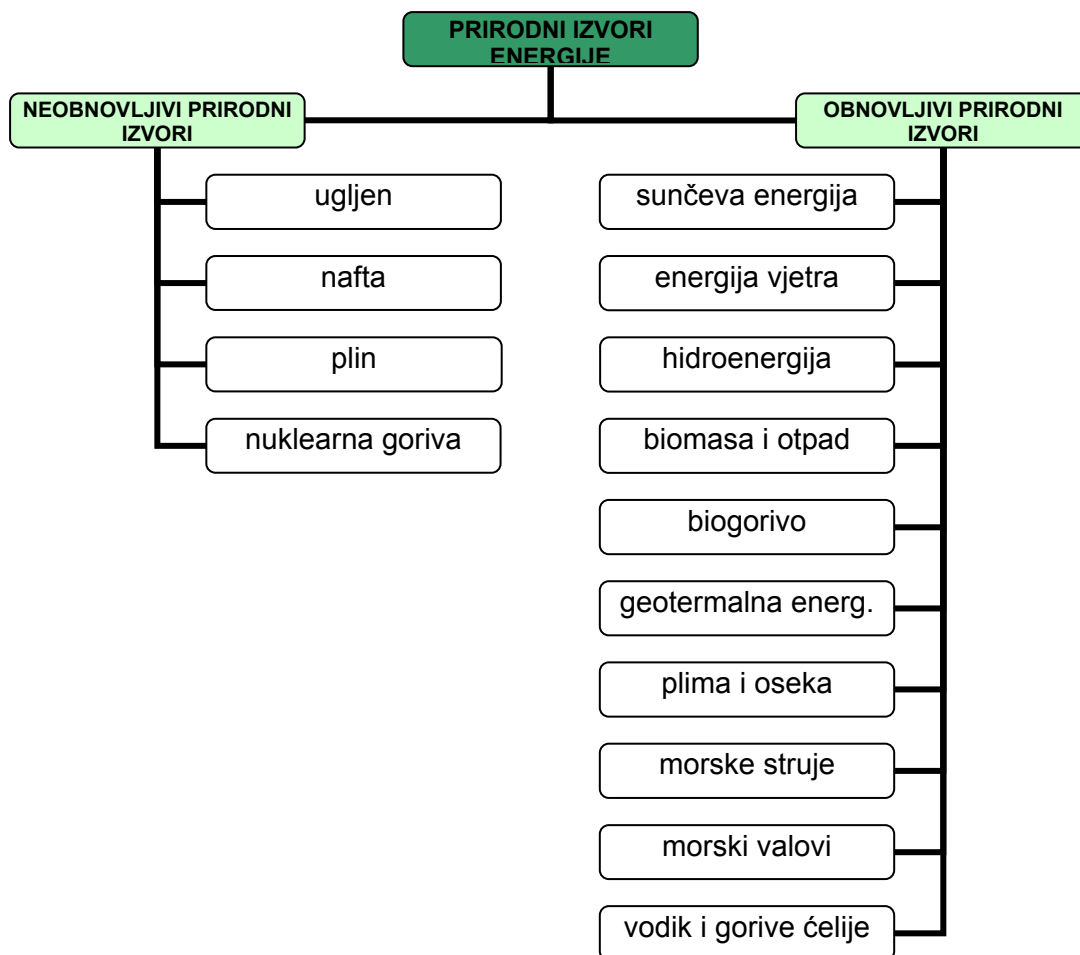 PRIRODNI IZVORI
ENERGIJE
NEOBNOVLJIVI PRIRODNI
IZVORI
OBNOVLJIVI PRIRODNI
IZVORI
ugljen
nafta
plin
nuklearna goriva
sunčeva energija
energija vjetra
hidroenergija
biomasa i otpad
biogorivo
geotermalna energ.
plima i oseka
morske struje
morski valovi
vodik i gorive ćelije